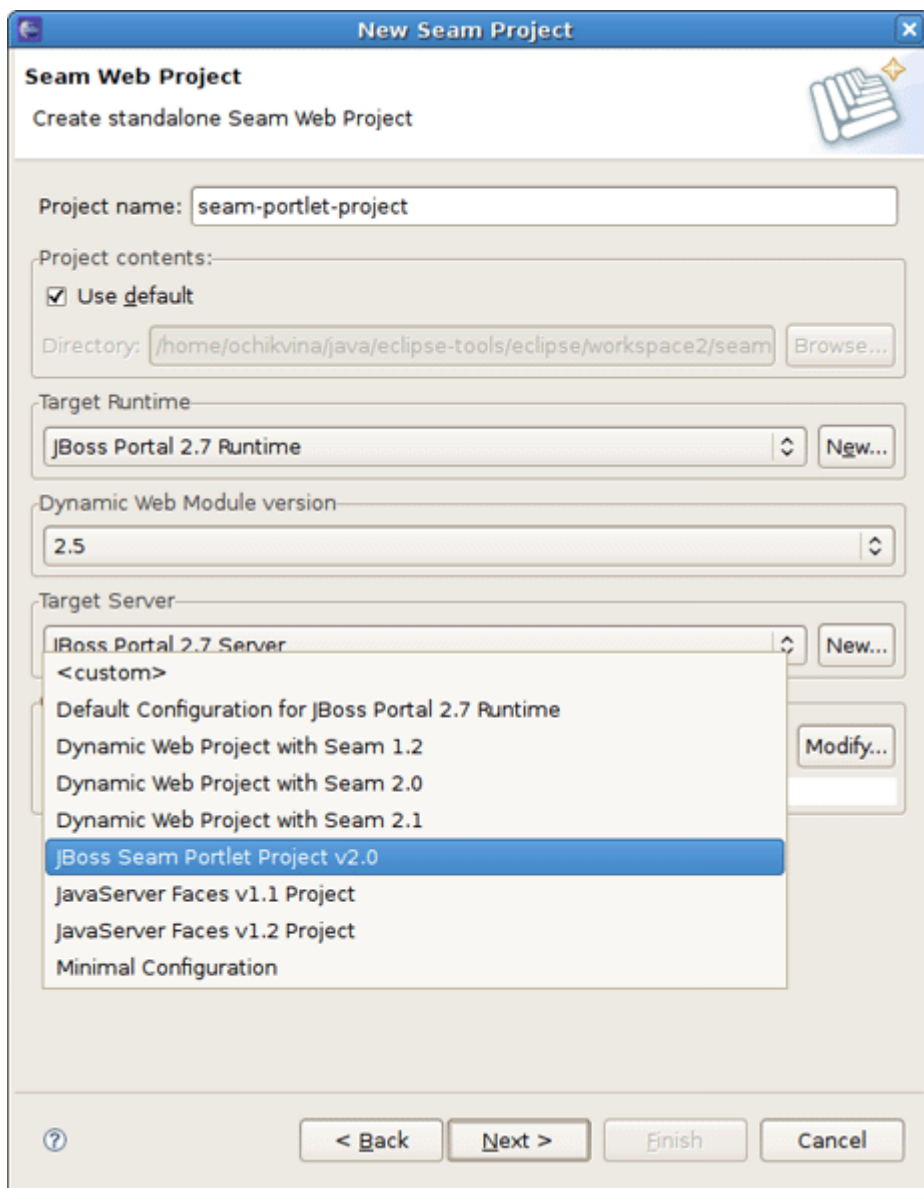 New Seam Project
Seam Web Project
Create standalone Seam Web Project
Project name: seam-portlet-project
Project contents:
Use default
Directory: /home/ochikvina/java/eclipse-tools/eclipse/workspace2/seam Browse...
Target Runtime
JBoss Portal 2.7 Runtime New...
Dynamic Web Module version
2.5
Target Server
JBoss Portal 2.7 Server New...
<custom>
Default Configuration for JBoss Portal 2.7 Runtime
Dynamic Web Project with Seam 1.2 Modify...
Dynamic Web Project with Seam 2.0
Dynamic Web Project with Seam 2.1
JBoss Seam Portlet Project v2.0
JavaServer Faces v1.1 Project
JavaServer Faces v1.2 Project
Minimal Configuration
? < Back Next > Finish Cancel